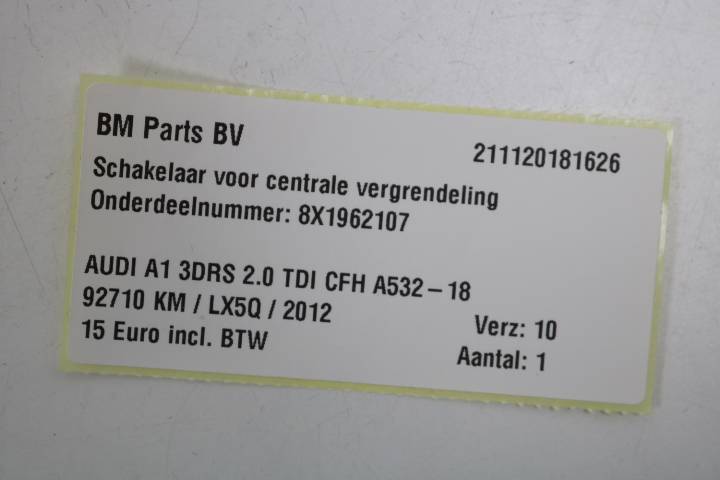 BM Parts BV
211120181626
Schakelaar voor centrale vergrendeling
Onderdeelnummer: 8X1962107
AUDI A1 3DRS 2.0 TDI CFH A532-18
92710 KM / LX5Q / 2012
Verz: 10
15 Euro incl. BTW
Aantal: 1